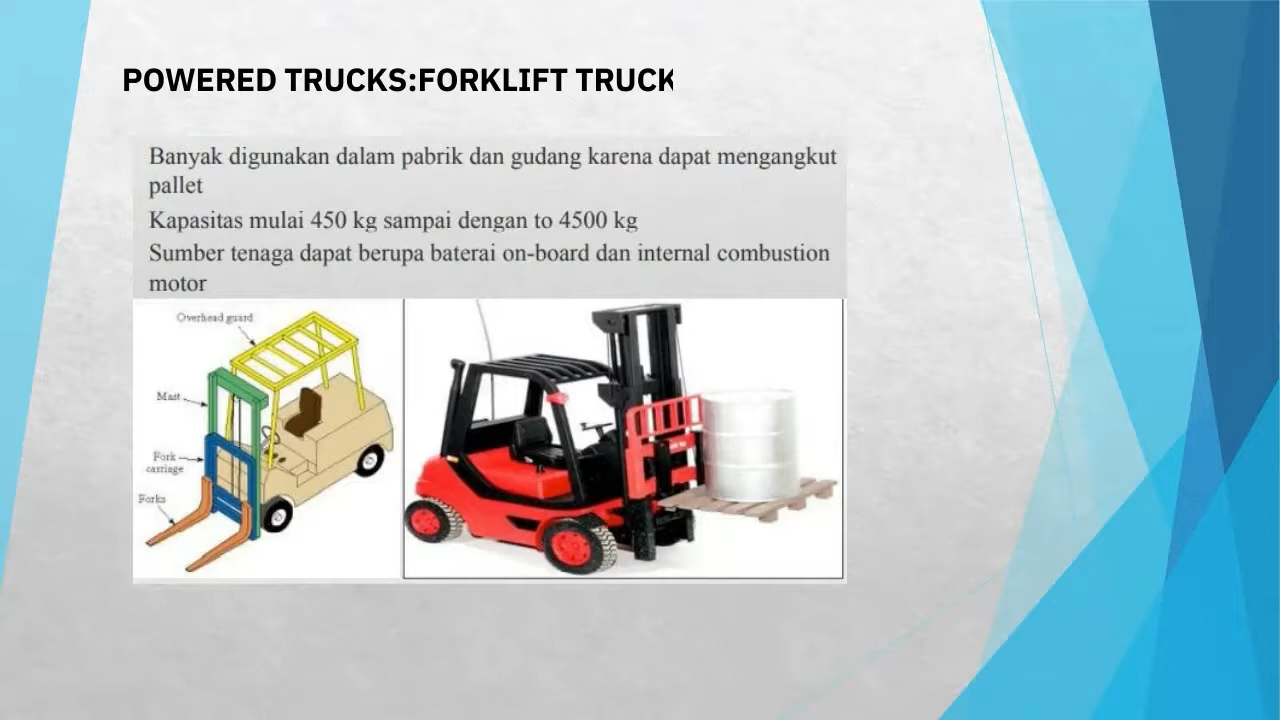 POWERED TRUCKS:FORKLIFT TRUCK
Banyak digunakan dalam pabrik dan gudang karena dapat mengangkut
pallet
Kapasitas mulai 450 kg sampai dengan to 4500 kg
Sumber tenaga dapat berupa baterai on-board dan internal combustion
motor
Overhead guard
Mast
Fork
carriage
Forks